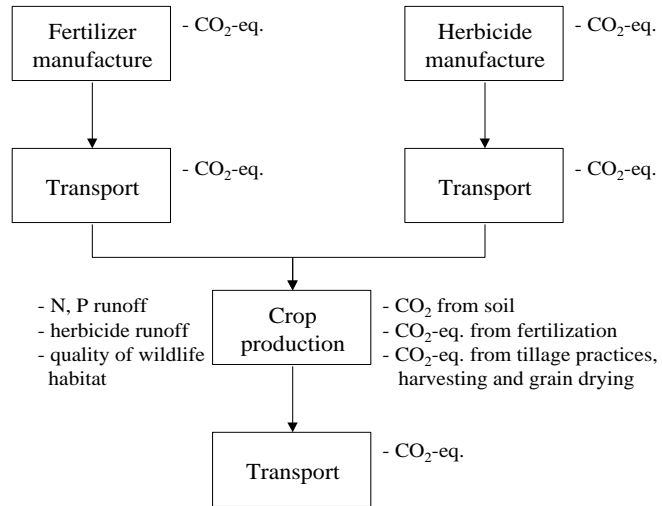 Fertilizer
manufacture
- CO₂-eq.
Herbicide
manufacture
- CO₂-eq.
Transport
- CO₂-eq.
Transport
- CO₂-eq.
- N, P runoff
- herbicide runoff
- quality of wildlife
habitat
Crop
production
- CO₂ from soil
- CO₂-eq. from fertilization
- CO₂-eq. from tillage practices,
harvesting and grain drying
Transport
- CO₂-eq.